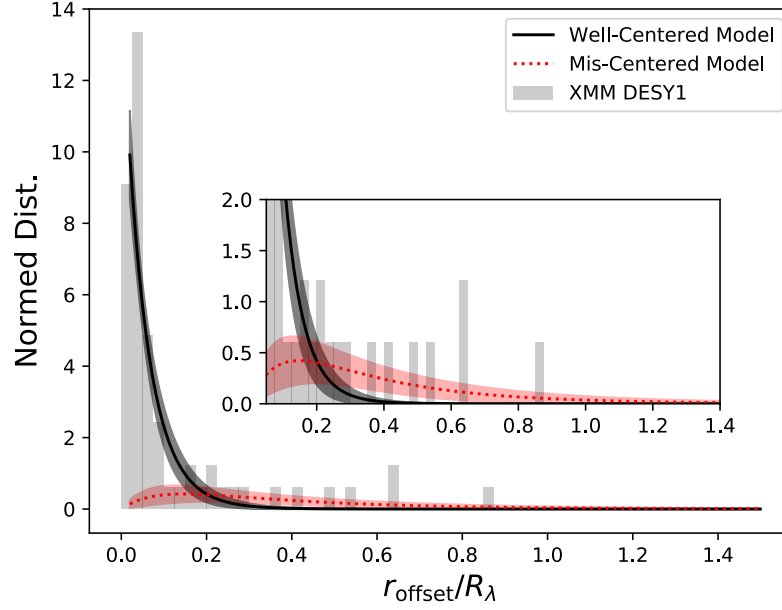 14
12
10
8
6
4
2
0
Normed Dist.
Well-Centered Model
Mis-Centered Model
XMM DESY1
2.0
1.5
1.0
0.5
0.0
0.2 0.4 0.6 0.8 1.0 1.2 1.4
0.0 0.2 0.4 0.6 0.8 1.0 1.2 1.4
r_offset/R_λ